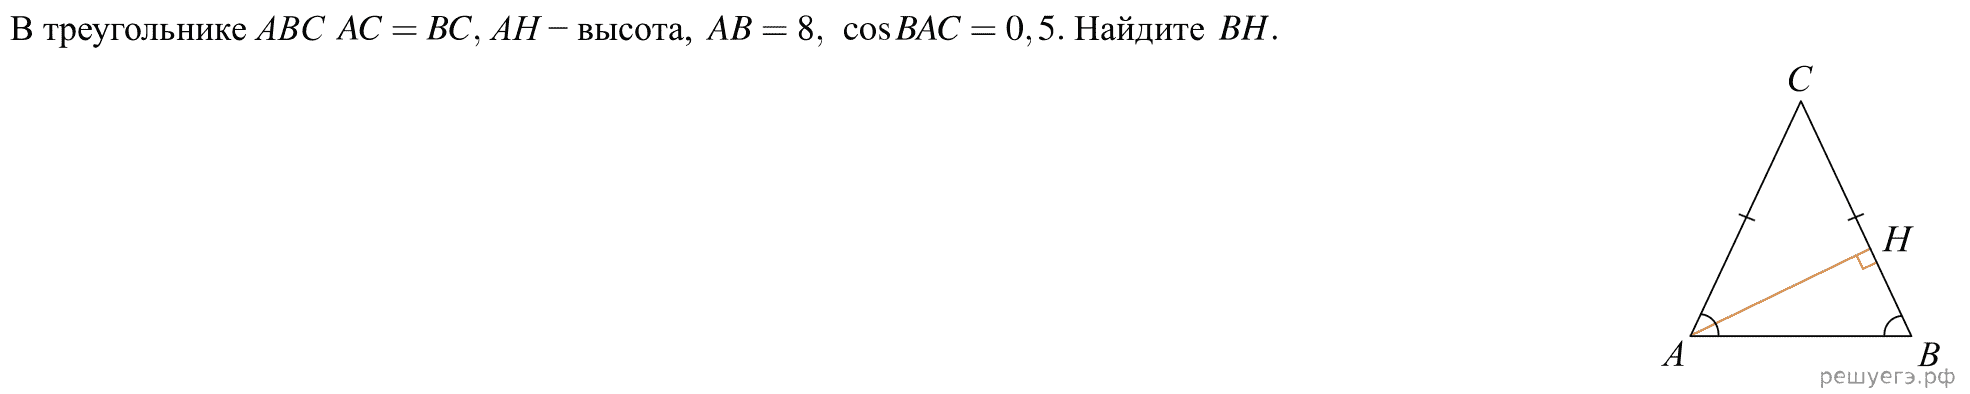 В треугольнике ABC AC = BC, AH − высота, AB = 8, cos BAC = 0,5. Найдите BH.
C
H
A
B
решуегэ.рф